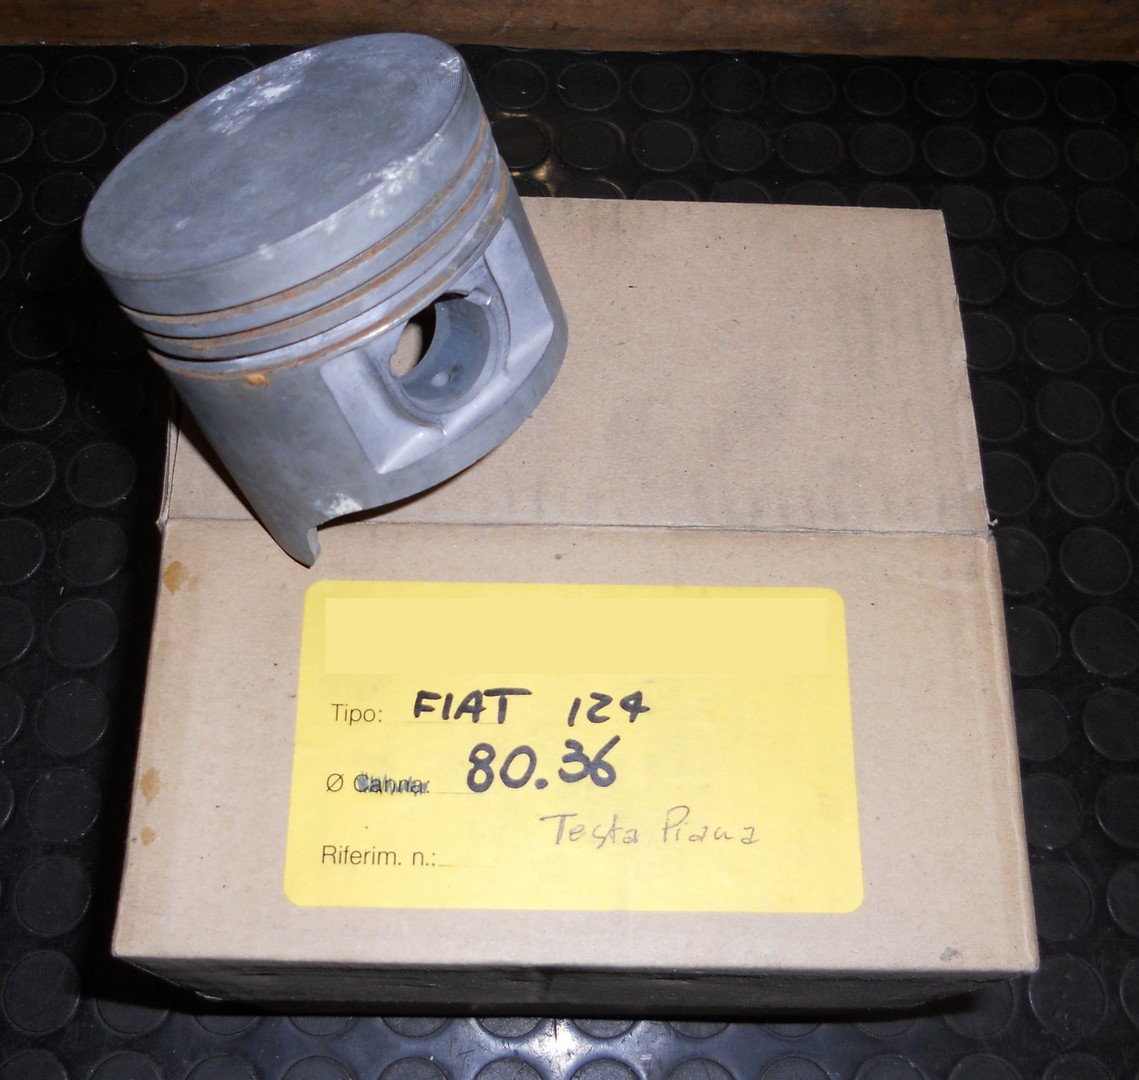 Tipo: FIAT 124
Ø Canna: 80.36
Testa Piana
Riferim. n.: